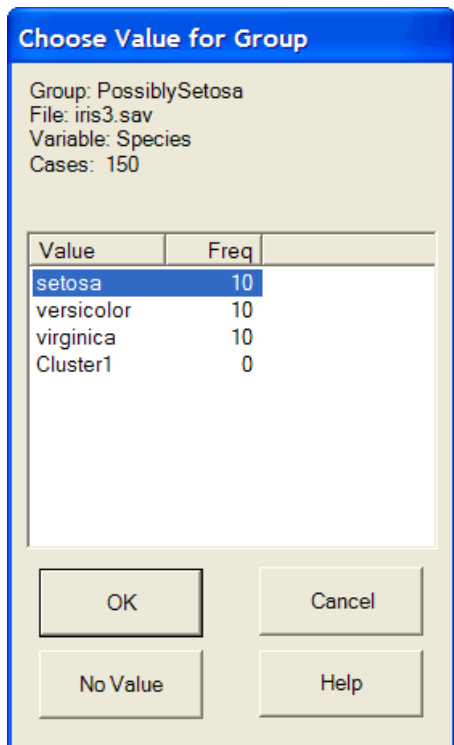 Choose Value for Group
Group: PossiblySetosa
File: iris3.sav
Variable: Species
Cases: 150
Value Freq
setosa 10
versicolor 10
virginica 10
Cluster1 0
OK Cancel
No Value Help